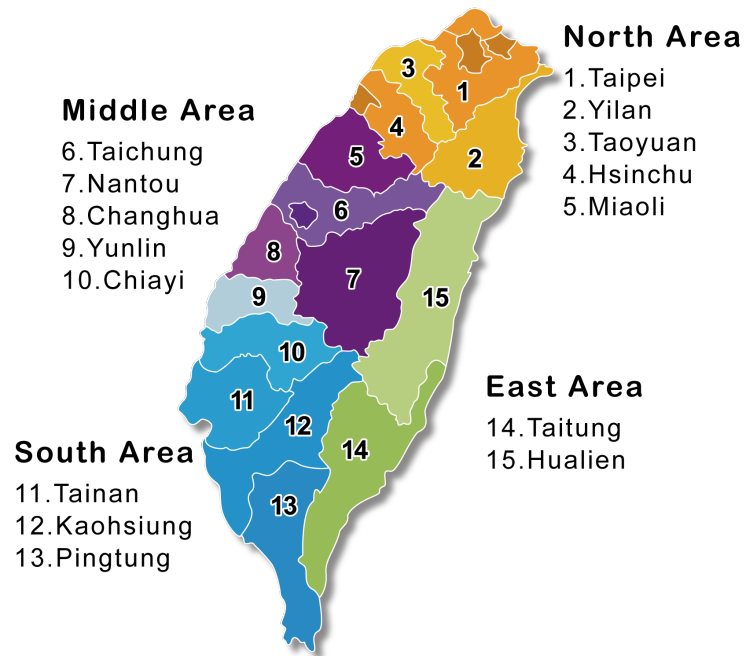 North Area
1.Taipei
2.Yilan
3.Taoyuan
4.Hsinchu
5.Miaoli
Middle Area
6.Taichung
7.Nantou
8.Changhua
9.Yunlin
10.Chiayi
East Area
14.Taitung
15.Hualien
South Area
11.Tainan
12.Kaohsiung
13.Pingtung
3
1
4
2
5
6
8
7
9
15
10
11
12
14
13